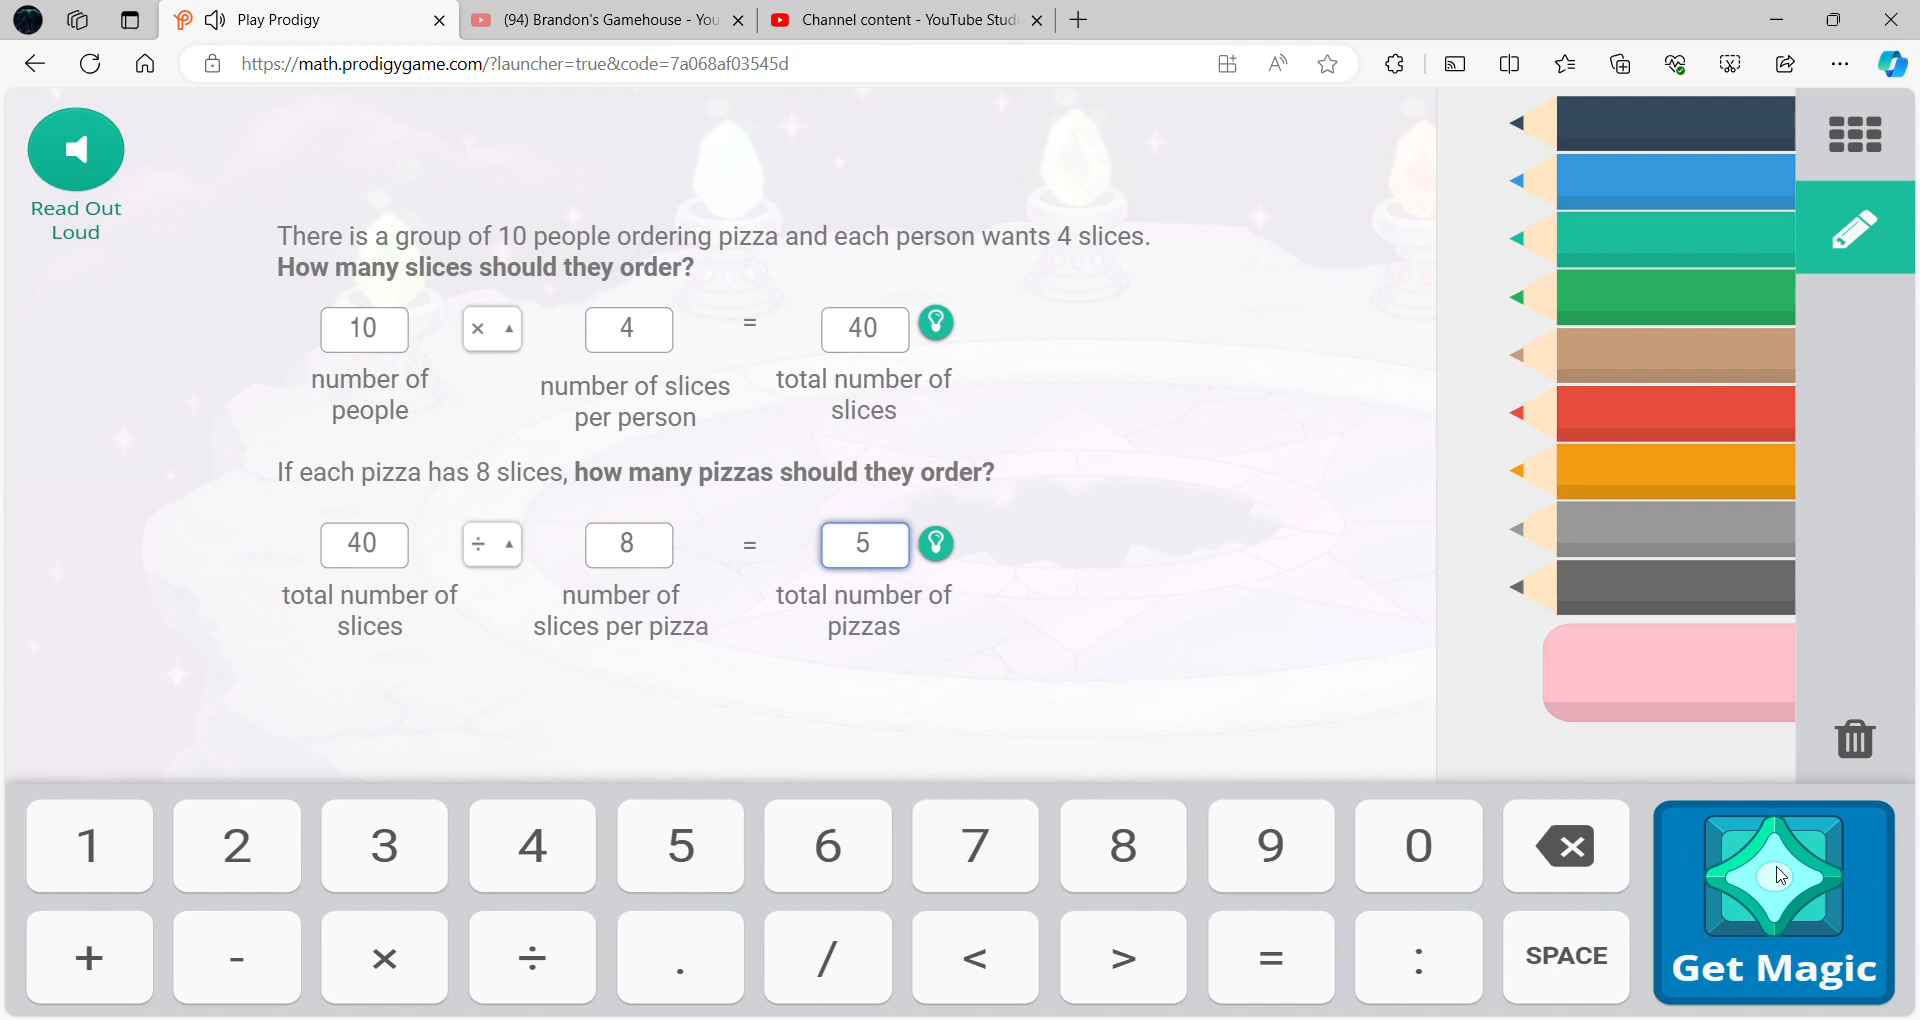 Play Prodigy
(94) Brandon's Gamehouse - You
Channel content - YouTube Studi
https://math.prodigygame.com/?launcher=true&code=7a068af03545d
Read Out
Loud
There is a group of 10 people ordering pizza and each person wants 4 slices.
How many slices should they order?
10 × 4 = 40
number of people
number of slices per person
total number of slices
If each pizza has 8 slices, how many pizzas should they order?
40 ÷ 8 = 5
total number of slices
number of slices per pizza
total number of pizzas
1 2 3 4 5 6 7 8 9 0
+ - × ÷ . / < > = : SPACE
Get Magic